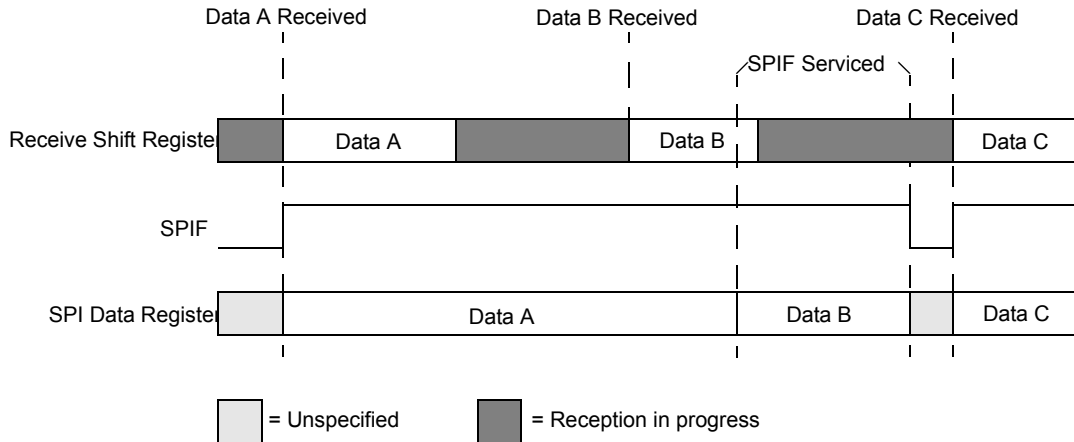 Data A Received
Data B Received
Data C Received
SPIF Serviced
Receive Shift Register
Data A
Data B
Data C
SPIF
SPI Data Register
Data A
Data B
Data C
= Unspecified
= Reception in progress